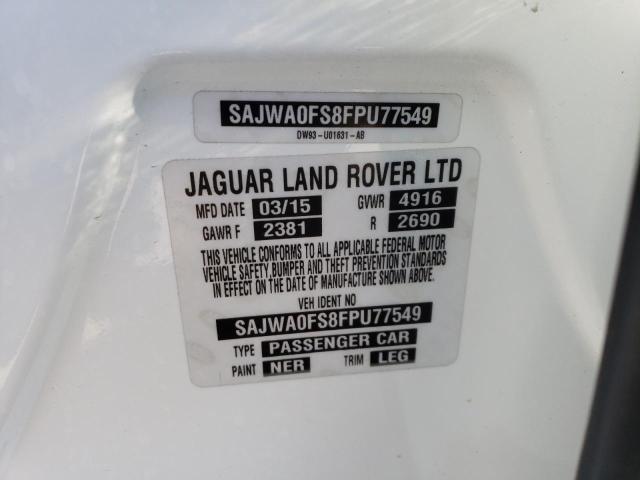 SAJWA0FS8FPU77549
DW93-U01631-AB
JAGUAR LAND ROVER LTD
MFD DATE 03/15 GVWR 4916
GAWR F 2381 R 2690
THIS VEHICLE CONFORMS TO ALL APPLICABLE FEDERAL MOTOR
VEHICLE SAFETY,BUMPER AND THEFT PREVENTION STANDARDS
IN EFFECT ON THE DATE OF MANUFACTURE SHOWN ABOVE.
VEH IDENT NO
SAJWA0FS8FPU77549
TYPE PASSENGER CAR
PAINT NER TRIM LEG